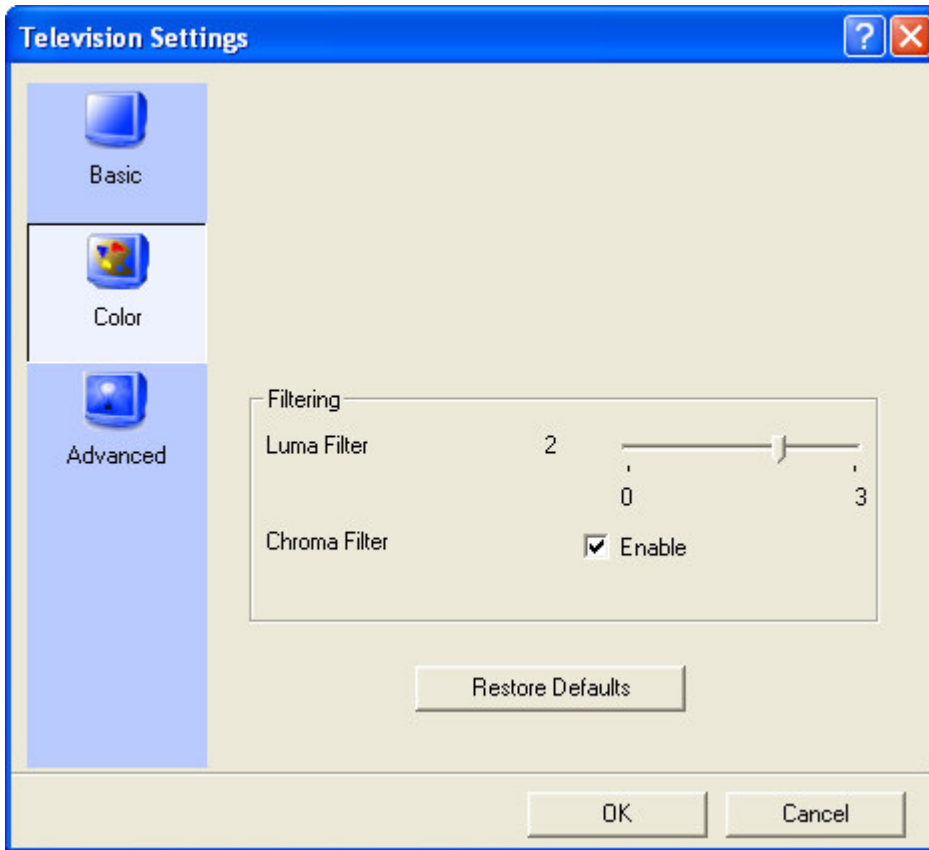 Television Settings
Basic
Color
Advanced
Filtering
Luma Filter 2
0 3
Chroma Filter Enable
Restore Defaults
OK Cancel